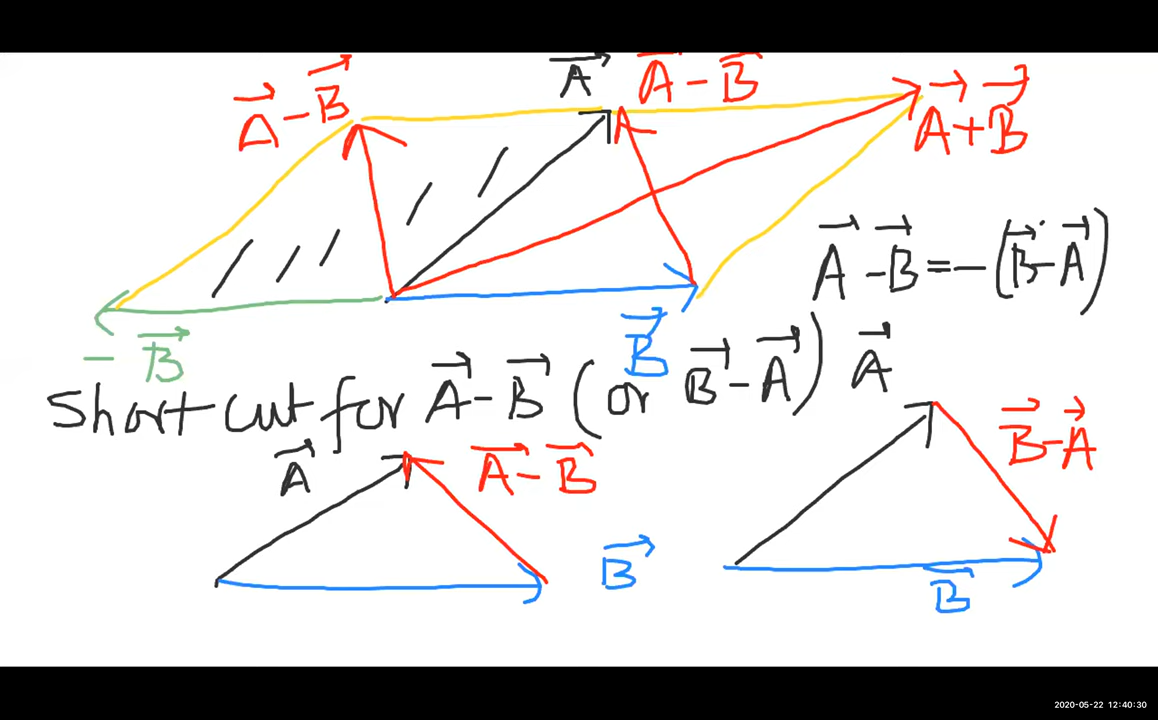 A⃗ A⃗ - B⃗
A⃗ - B⃗
A⃗ + B⃗
A⃗ - B⃗ = - (B⃗ - A⃗)
- B⃗
B⃗
Short cut for A⃗ - B⃗ (or B⃗ - A⃗)
A⃗
A⃗ A⃗ - B⃗
B⃗ - A⃗
B⃗
B⃗
2020-05-22 12:40:30